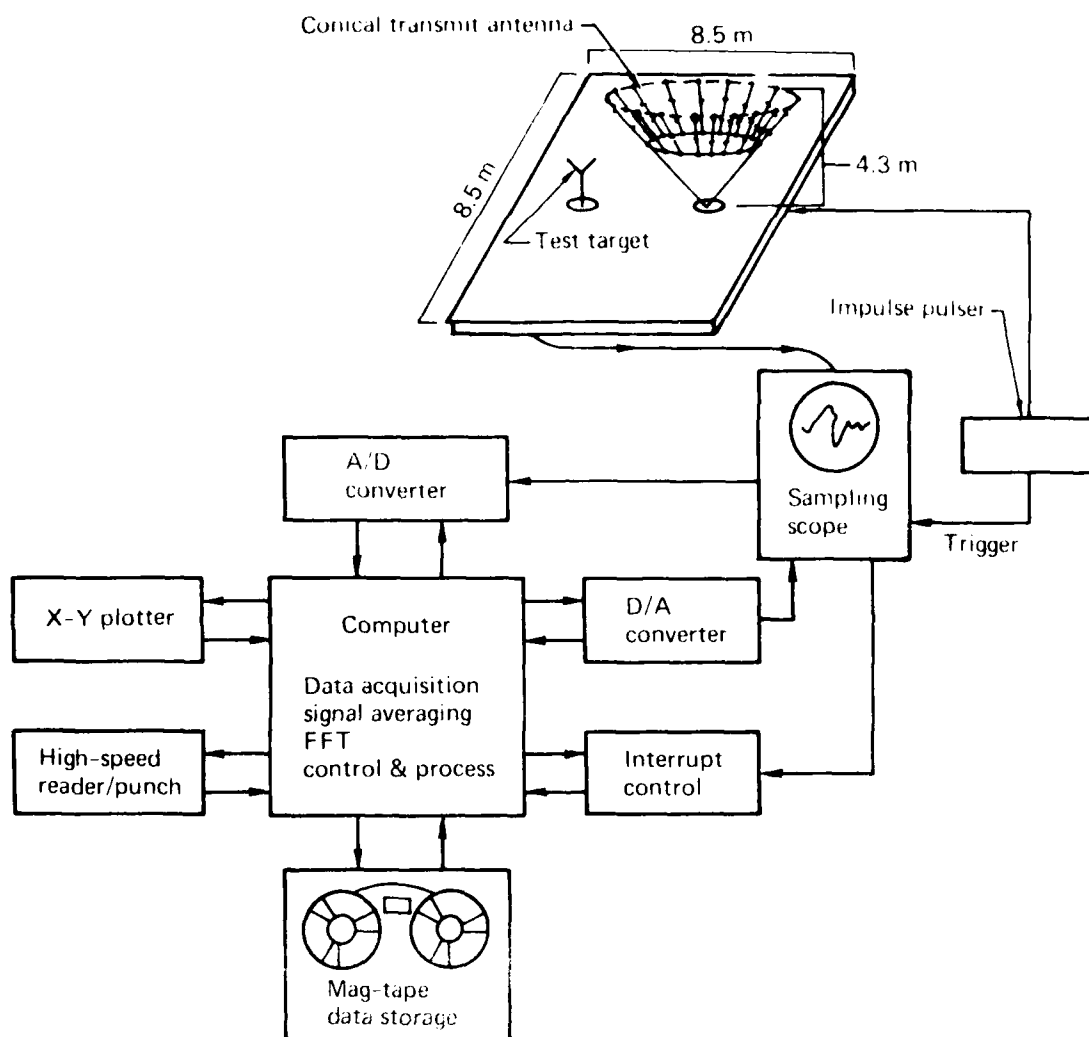 Conical transmit antenna
8.5 m
8.5 m
4.3 m
Test target
Impulse pulser
A/D
converter
Sampling
scope
Trigger
X-Y plotter
Computer
D/A
converter
Data acquisition
signal averaging
FFT
control & process
High-speed
reader/punch
Interrupt
control
Mag-tape
data storage